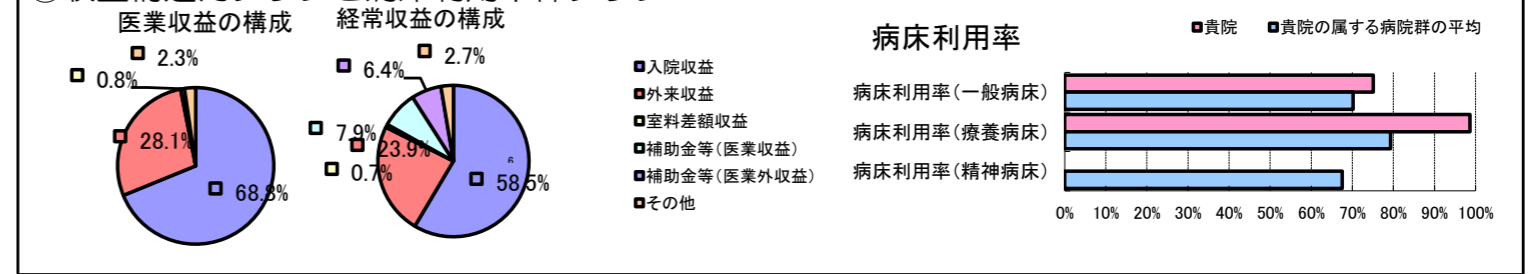 医業収益の構成
2.3%
0.8%
28.1%
68.8%
経常収益の構成
2.7%
6.4%
7.9%
23.9%
0.7%
58.5%
入院収益
外来収益
室料差額収益
補助金等(医業収益)
補助金等(医業外収益)
その他
病床利用率
貴院 貴院の属する病院群の平均
病床利用率(一般病床)
病床利用率(療養病床)
病床利用率(精神病床)
0% 10% 20% 30% 40% 50% 60% 70% 80% 90% 100%